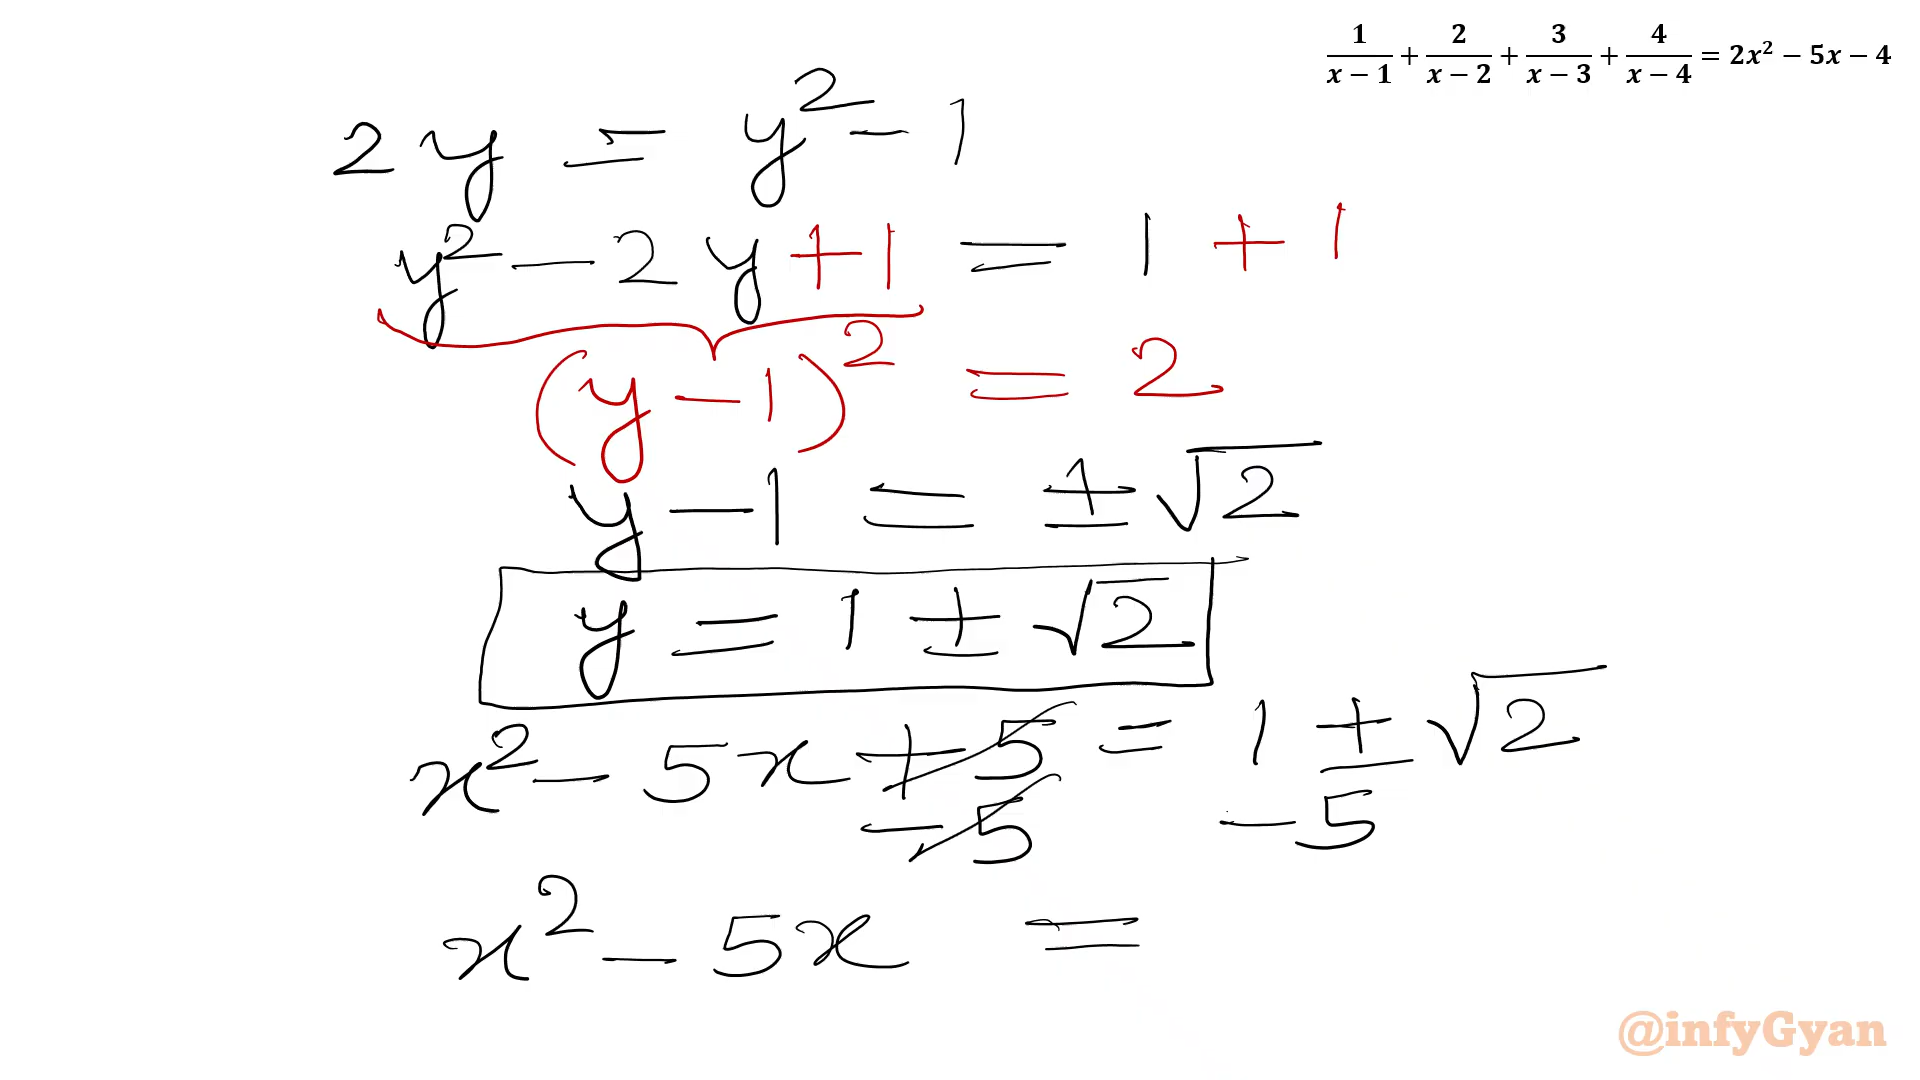 1/(x − 1) + 2/(x − 2) + 3/(x − 3) + 4/(x − 4) = 2x² − 5x − 4
2y = y² − 1
y² − 2y + 1 = 1 + 1
(y − 1)² = 2
y − 1 = ± √2
y = 1 ± √2
x² − 5x + 5 = 1 ± √2
− 5 − 5
x² − 5x =
@infyGyan